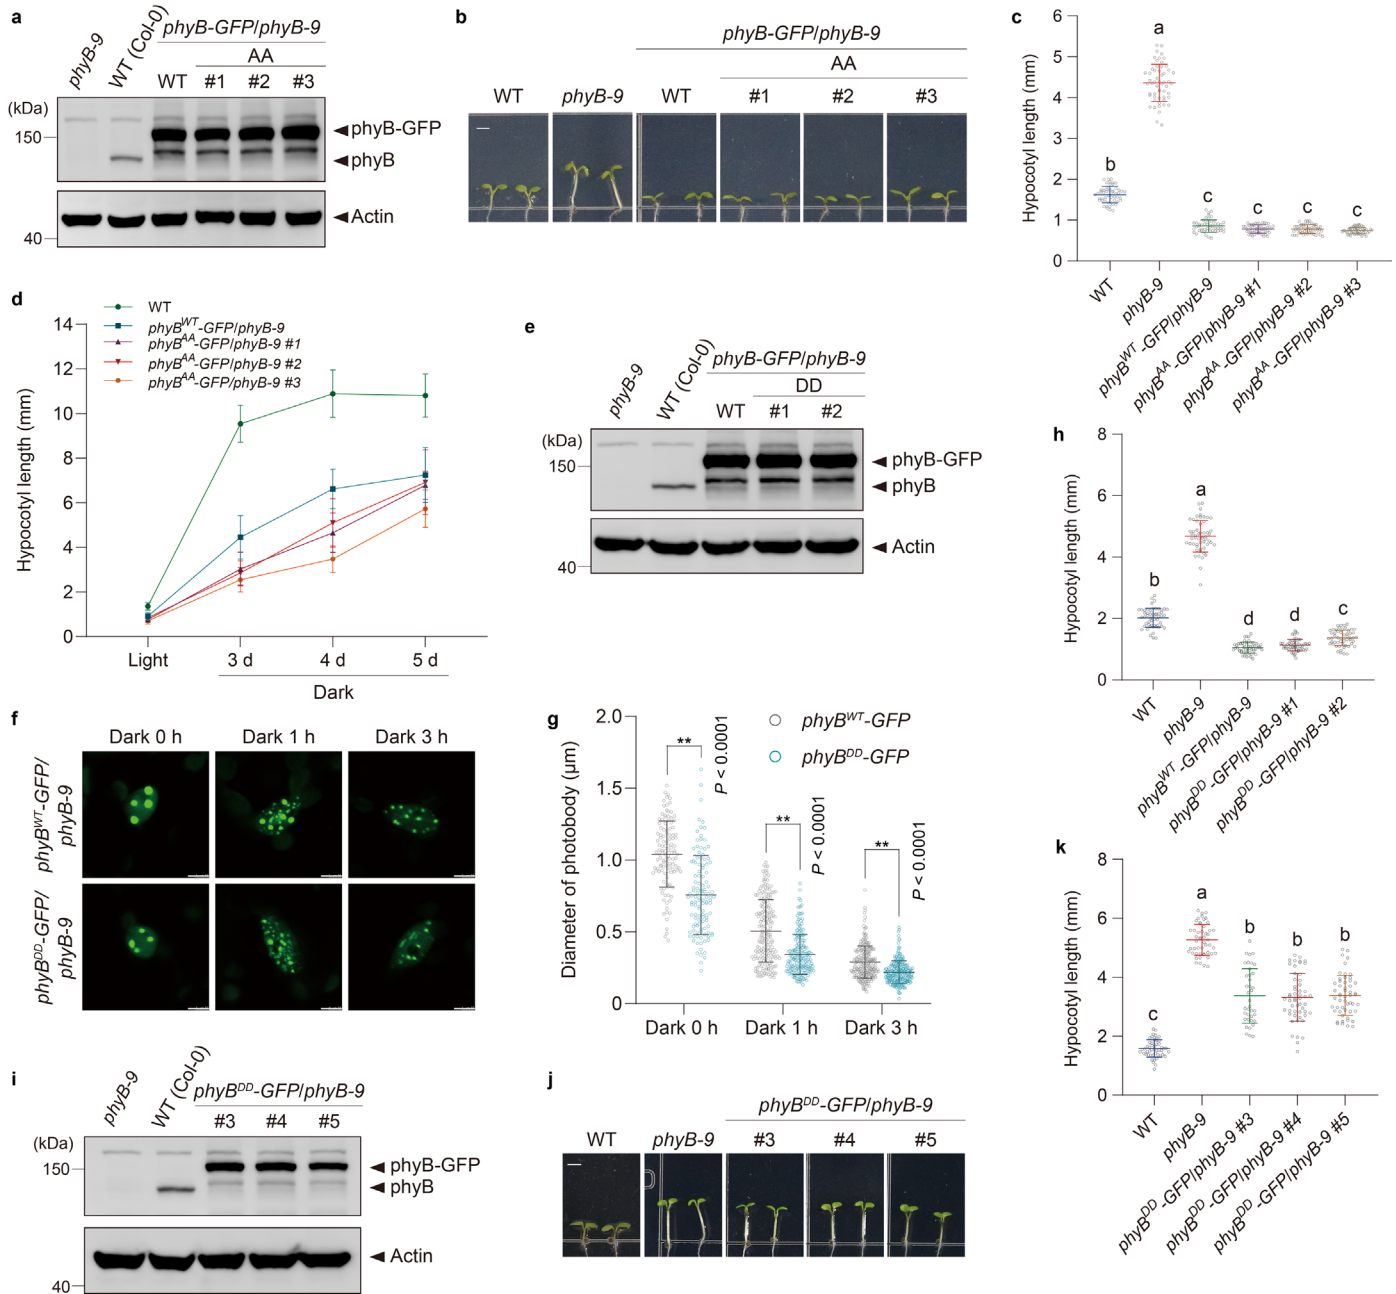 a
phyB-9
WT (Col-0)
phyB-GFP/phyB-9
AA
WT #1 #2 #3
(kDa)
150
phyB-GFP
phyB
Actin
40
b
phyB-GFP/phyB-9
AA
WT phyB-9 WT #1 #2 #3
c
Hypocotyl length (mm)
6
5
4
3
2
1
0
b a c c c c
WT
phyB-9
phyBWT-GFP/phyB-9
phyBAA-GFP/phyB-9 #1
phyBAA-GFP/phyB-9 #2
phyBAA-GFP/phyB-9 #3
d
WT
phyBWT-GFP/phyB-9
phyBAA-GFP/phyB-9 #1
phyBAA-GFP/phyB-9 #2
phyBAA-GFP/phyB-9 #3
Hypocotyl length (mm)
14
12
10
8
6
4
2
0
Light 3 d 4 d 5 d
Dark
e
phyB-9
WT (Col-0)
phyB-GFP/phyB-9
DD
WT #1 #2
(kDa)
150
phyB-GFP
phyB
Actin
40
h
Hypocotyl length (mm)
8
6
4
2
0
b a d d c
WT
phyB-9
phyBWT-GFP/phyB-9
phyBDD-GFP/phyB-9 #1
phyBDD-GFP/phyB-9 #2
f
Dark 0 h Dark 1 h Dark 3 h
phyBWT-GFP/
phyB-9
phyBDD-GFP/
phyB-9
g
phyBWT-GFP
phyBDD-GFP
Diameter of photobody (μm)
2.0
1.5
1.0
0.5
0
** P < 0.0001
** P < 0.0001
** P < 0.0001
Dark 0 h Dark 1 h Dark 3 h
i
phyB-9
WT (Col-0)
phyBDD-GFP/phyB-9
#3 #4 #5
(kDa)
150
phyB-GFP
phyB
Actin
40
j
phyBDD-GFP/phyB-9
WT phyB-9 #3 #4 #5
k
Hypocotyl length (mm)
8
6
4
2
0
c a b b b
WT
phyB-9
phyBDD-GFP/phyB-9 #3
phyBDD-GFP/phyB-9 #4
phyBDD-GFP/phyB-9 #5